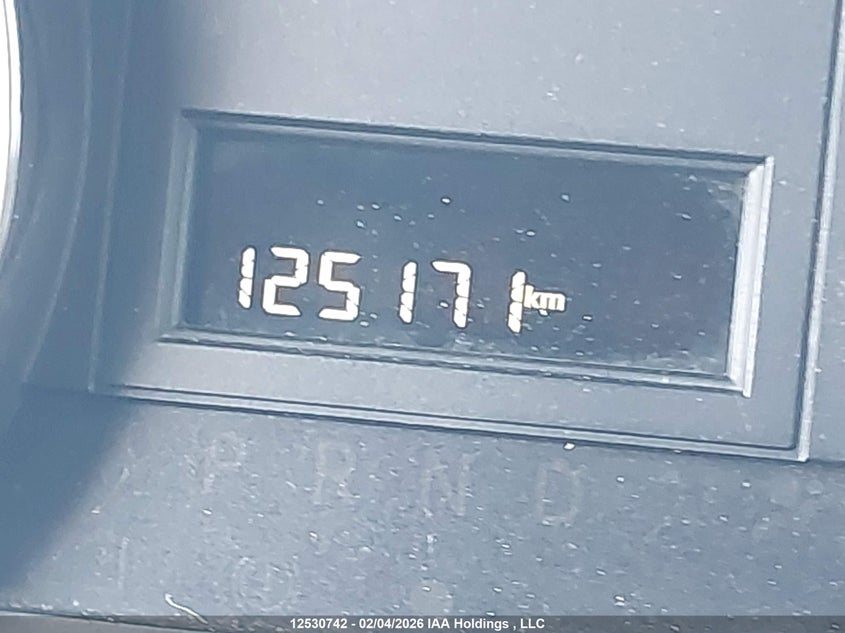 125171 km
P R N D
12530742 - 02/04/2026 IAA Holdings , LLC